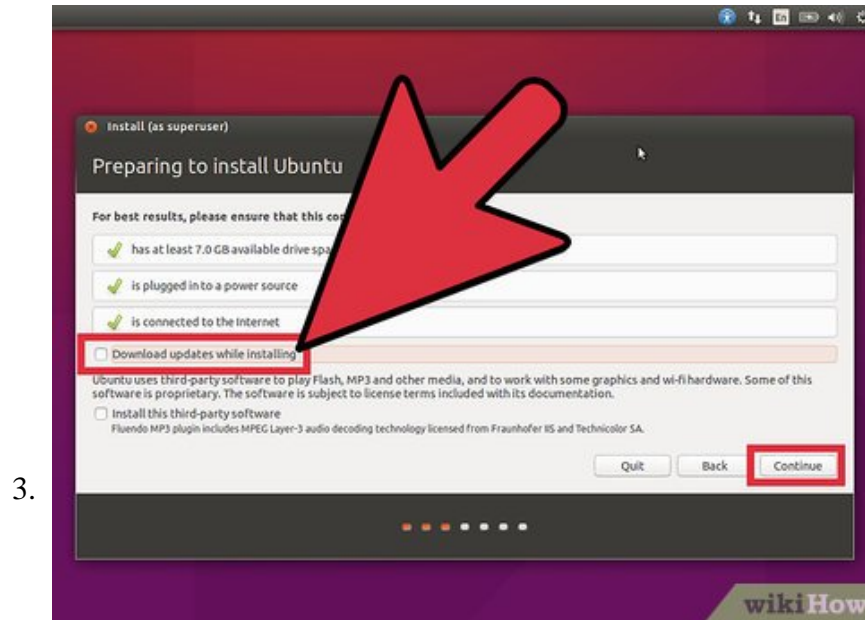 En
Install (as superuser)
Preparing to install Ubuntu
For best results, please ensure that this
has at least 7.0 GB available drive
is plugged in to a power source
is connected to the Internet
Download updates while installing
Ubuntu uses third-party software to play Flash, MP3 and other media, and to work with some graphics and wi-fi hardware. Some of this
software is proprietary. The software is subject to license terms included with its documentation.
Install this third-party software
Fluendo MP3 plugin includes MPEG Layer-3 audio decoding technology licensed from Fraunhofer IIS and Technicolor SA.
Quit Back Continue
3.
wikiHow